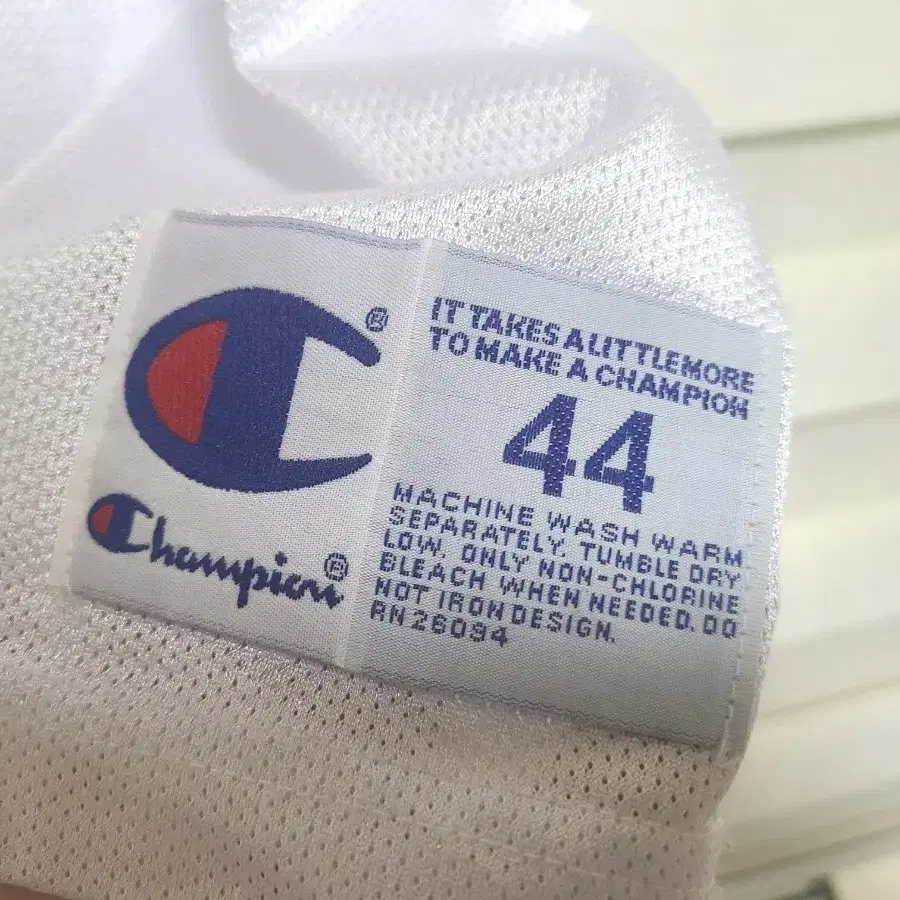 ®
Champion®
IT TAKES A LITTLE MORE
TO MAKE A CHAMPION
44
MACHINE WASH WARM
SEPARATELY. TUMBLE DRY
LOW. ONLY NON-CHLORINE
BLEACH WHEN NEEDED. DO
NOT IRON DESIGN.
RN 26094